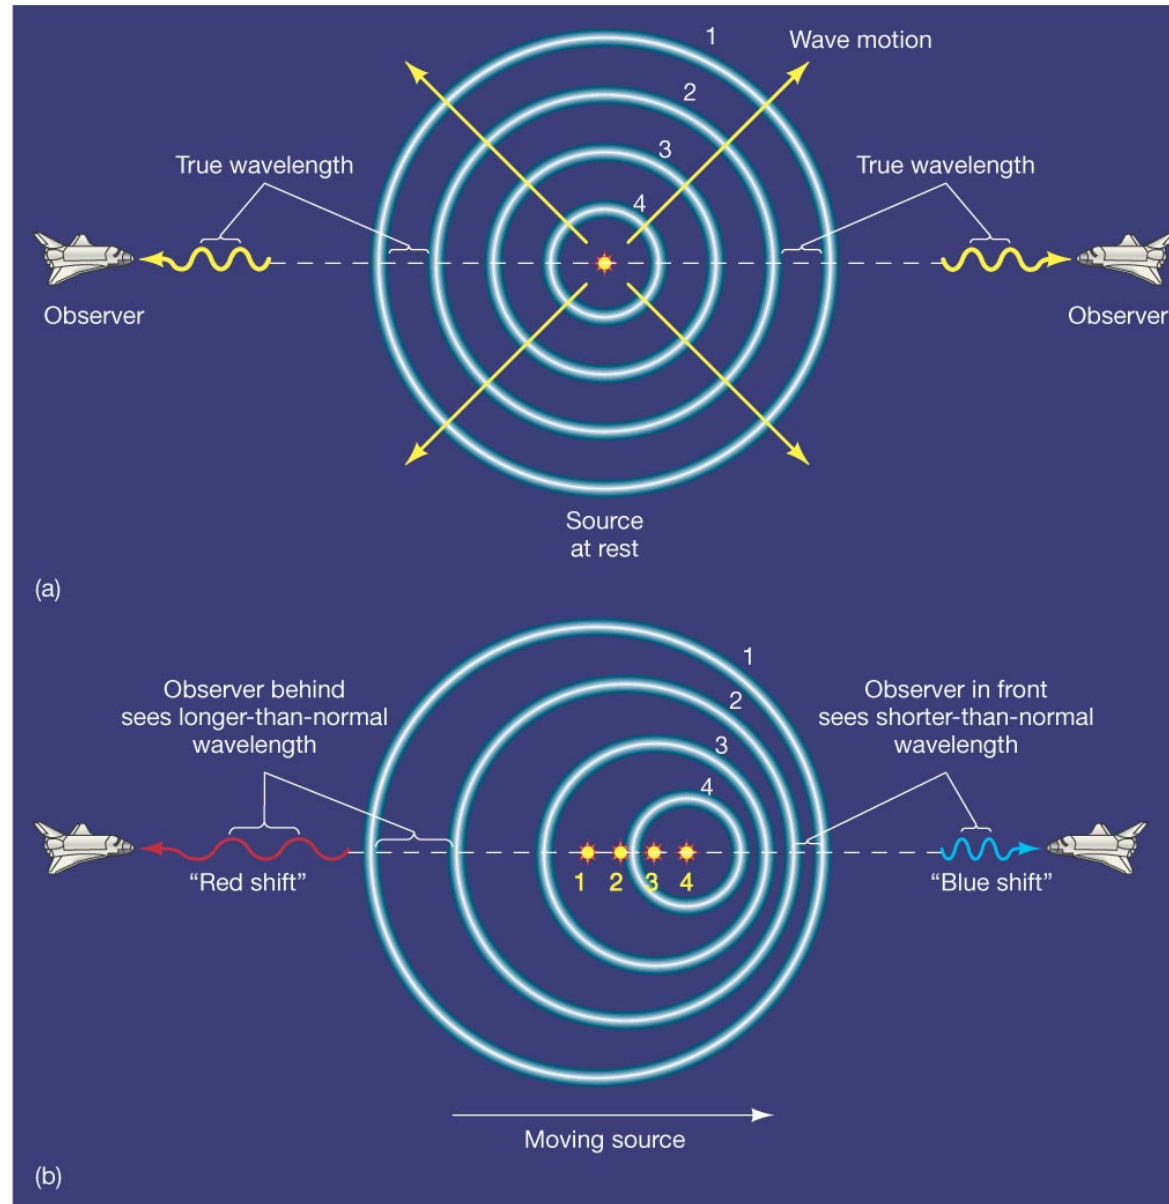 1
Wave motion
2
3
True wavelength
True wavelength
4
Observer
Observer
Source
at rest
(a)
1
Observer behind
sees longer-than-normal
wavelength
2
Observer in front
sees shorter-than-normal
wavelength
3
4
"Red shift"
1 2 3 4
"Blue shift"
Moving source
(b)